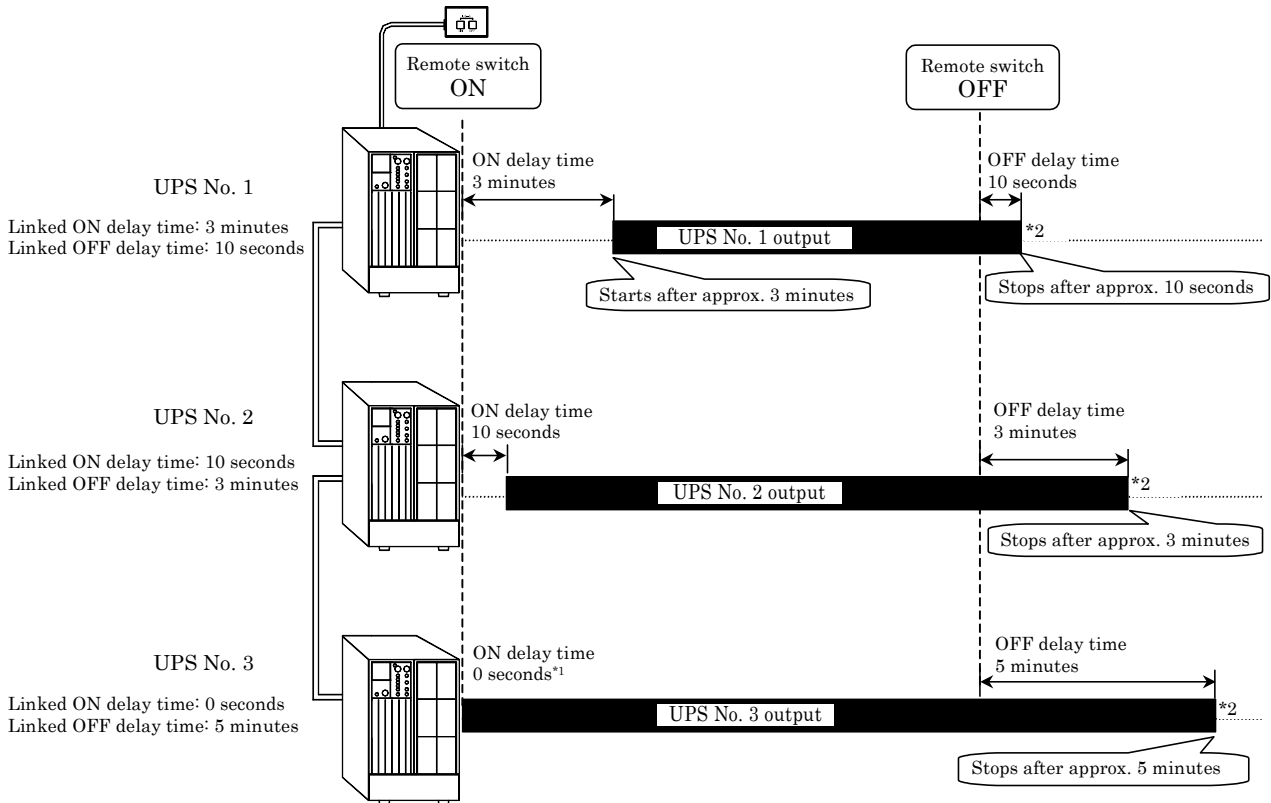 Remote switch
ON
Remote switch
OFF
UPS No. 1
Linked ON delay time: 3 minutes
Linked OFF delay time: 10 seconds
ON delay time
3 minutes
OFF delay time
10 seconds
UPS No. 1 output
*2
Starts after approx. 3 minutes
Stops after approx. 10 seconds
UPS No. 2
Linked ON delay time: 10 seconds
Linked OFF delay time: 3 minutes
ON delay time
10 seconds
OFF delay time
3 minutes
UPS No. 2 output
*2
Stops after approx. 3 minutes
UPS No. 3
Linked ON delay time: 0 seconds
Linked OFF delay time: 5 minutes
ON delay time
0 seconds*1
OFF delay time
5 minutes
UPS No. 3 output
*2
Stops after approx. 5 minutes